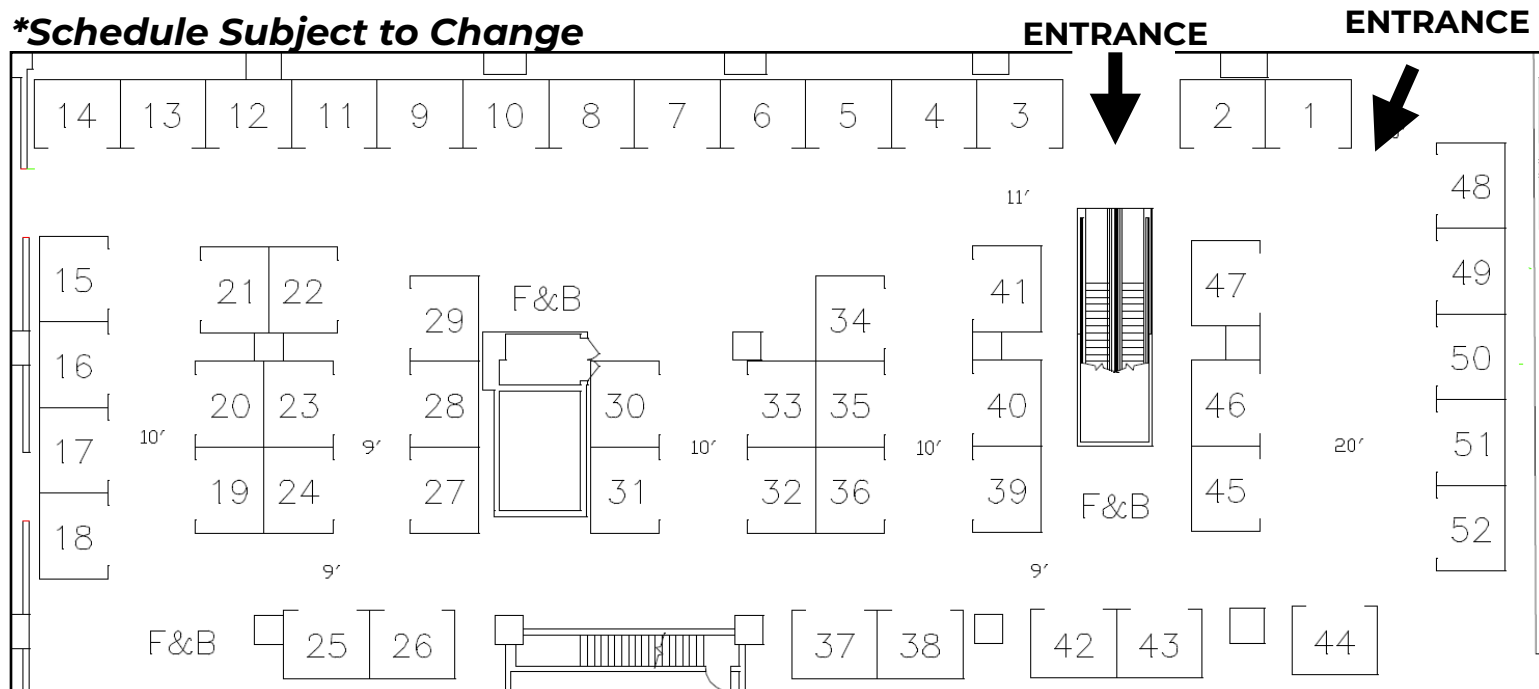 *Schedule Subject to Change
ENTRANCE
ENTRANCE
14 13 12 11 9 10 8 7 6 5 4 3 2 1
48
11'
15 21 22 29 F&B 34 41 47 49
16 50
20 23 28 30 33 35 40 46
17 10' 9' 10' 10' 20' 51
19 24 27 31 32 36 39 F&B 45
18 52
9' 9'
F&B 25 26 37 38 42 43 44